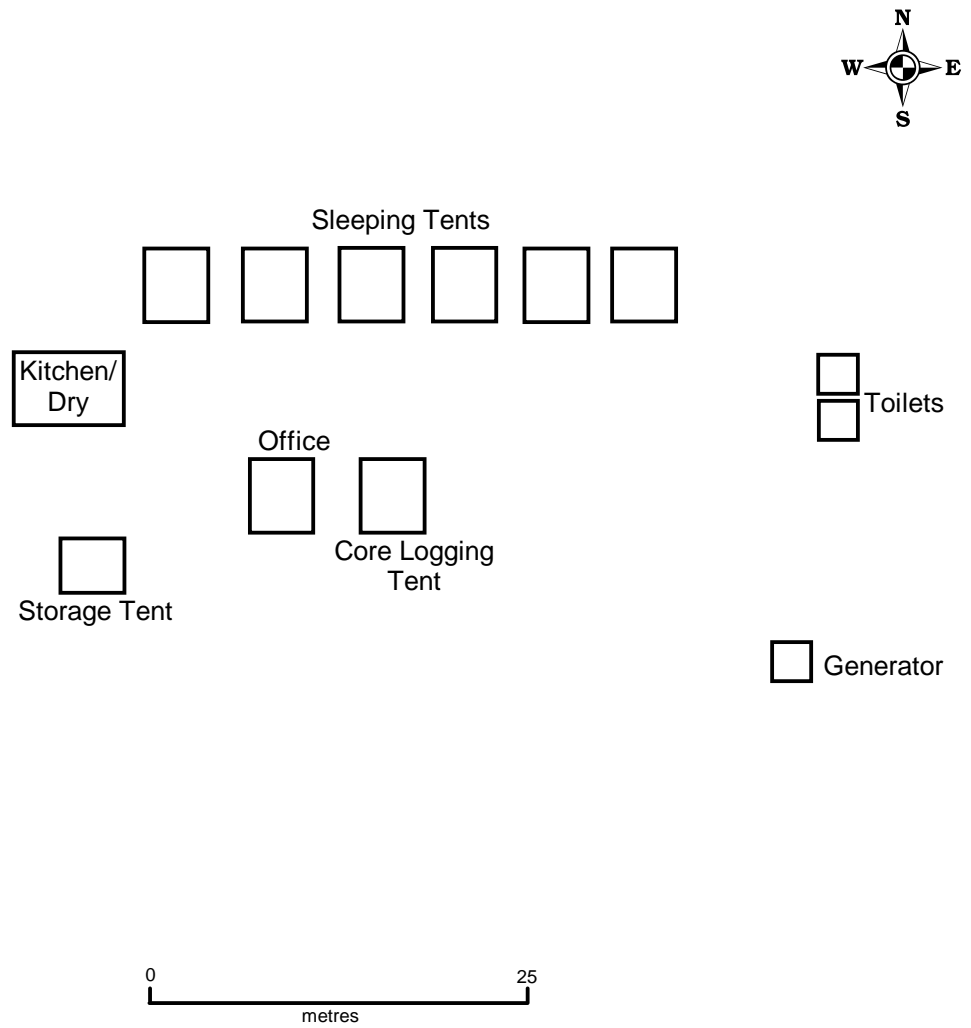 N
W E
S
Sleeping Tents
Kitchen/
Dry
Toilets
Office
Core Logging
Tent
Storage Tent
Generator
0 25
metres